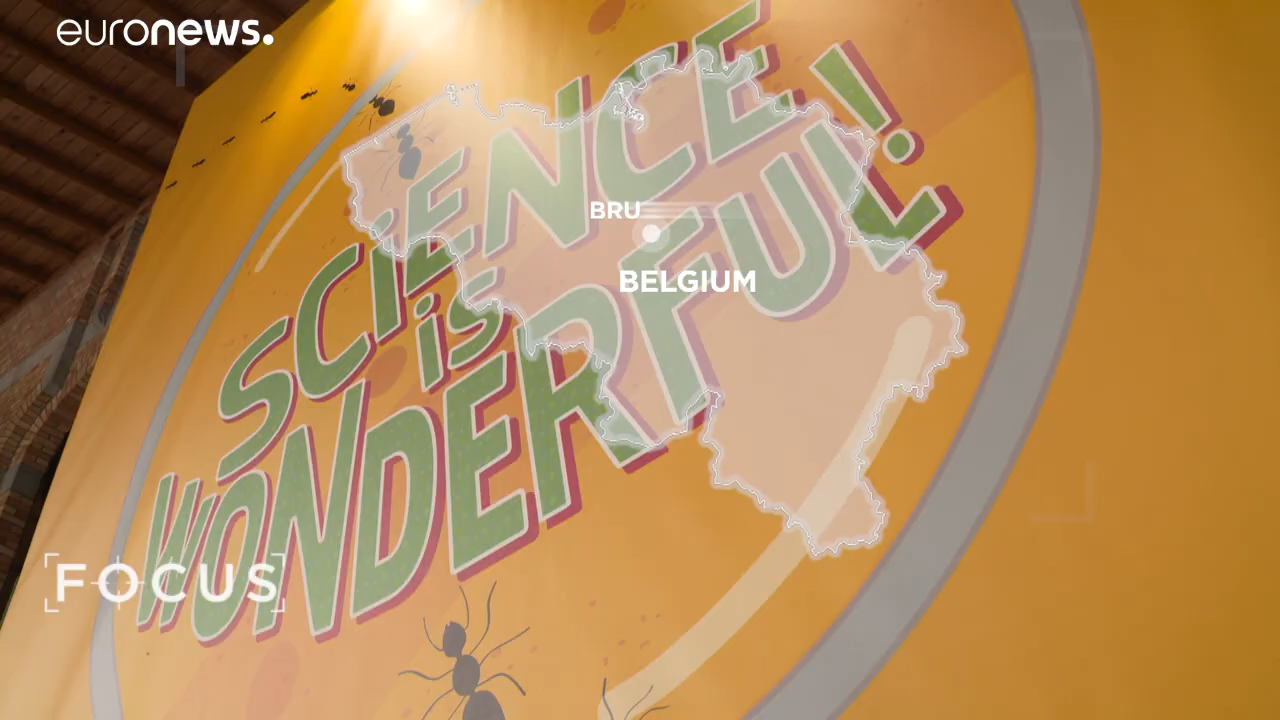 euronews.
SCiENCE
is
WONDERFUL!
BRU
BELGIUM
FOCUS